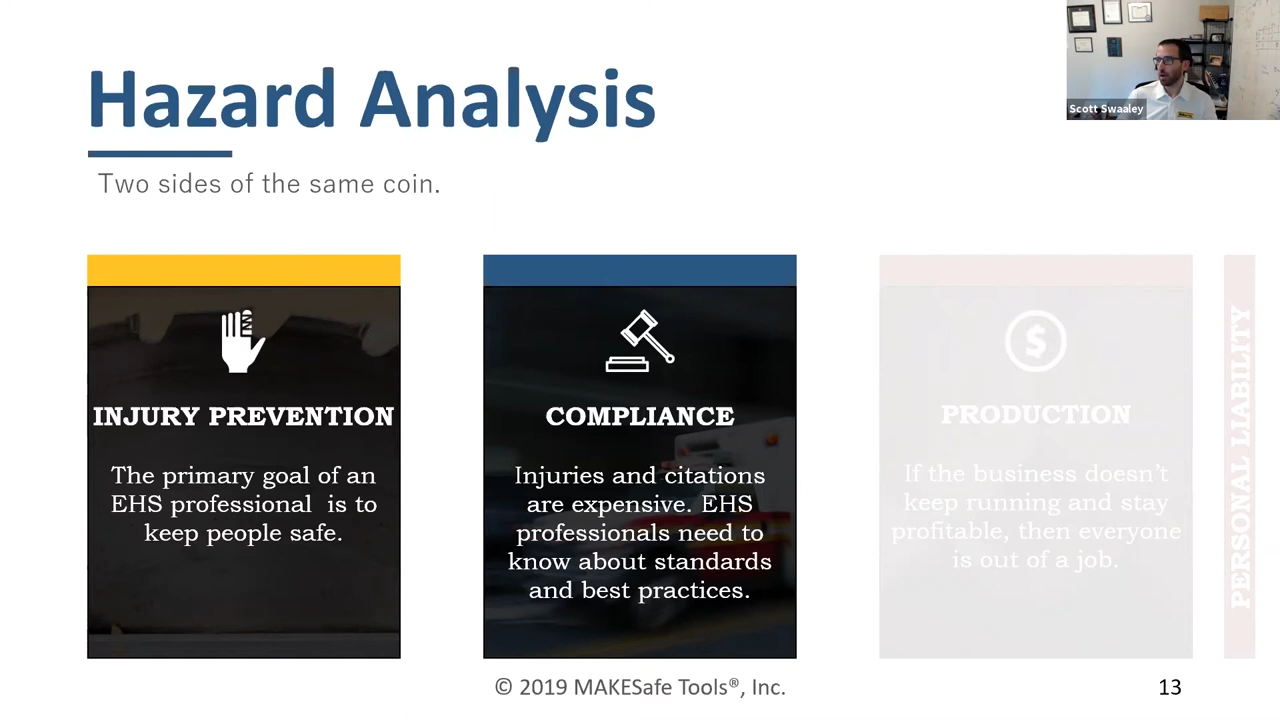 Hazard Analysis
Two sides of the same coin.
Scott Swaaley
INJURY PREVENTION
The primary goal of an
EHS professional is to
keep people safe.
COMPLIANCE
Injuries and citations
are expensive. EHS
professionals need to
know about standards
and best practices.
$
PRODUCTION
If the business doesn't
keep running and stay
profitable, then everyone
is out of a job.
PERSONAL LIABILITY
© 2019 MAKESafe Tools®, Inc.
13